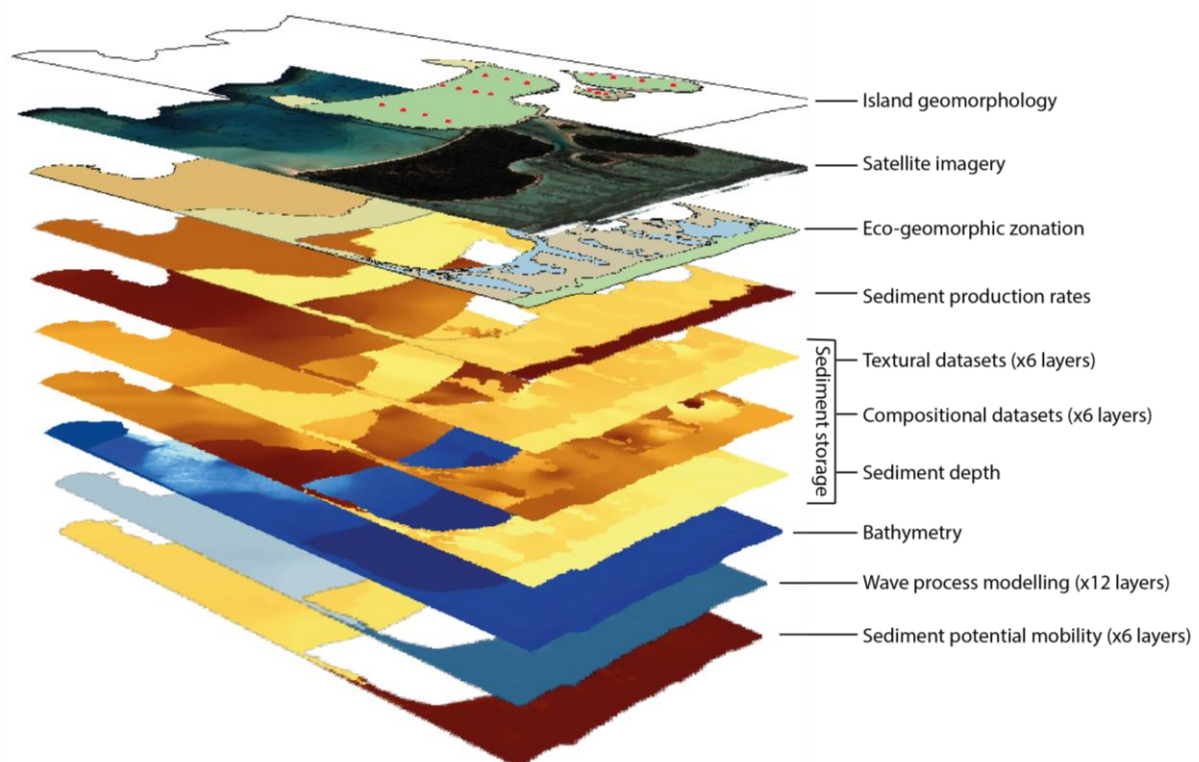 Island geomorphology
Satellite imagery
Eco-geomorphic zonation
Sediment production rates
Sediment storage
Textural datasets (x6 layers)
Compositional datasets (x6 layers)
Sediment depth
Bathymetry
Wave process modelling (x12 layers)
Sediment potential mobility (x6 layers)